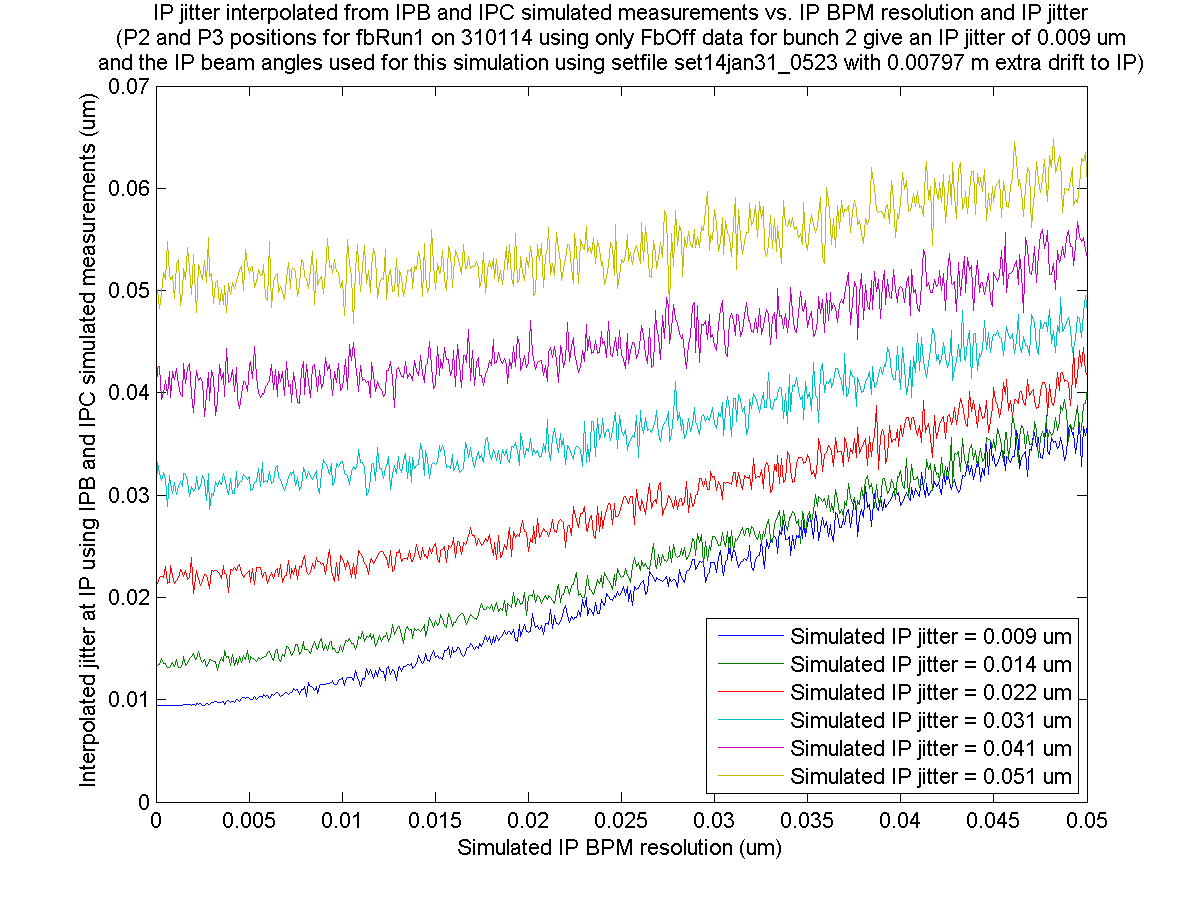 IP jitter interpolated from IPB and IPC simulated measurements vs. IP BPM resolution and IP jitter
(P2 and P3 positions for fbRun1 on 310114 using only FbOff data for bunch 2 give an IP jitter of 0.009 um
and the IP beam angles used for this simulation using setfile set14jan31_0523 with 0.00797 m extra drift to IP)
Interpolated jitter at IP using IPB and IPC simulated measurements (um)
0.07
0.06
0.05
0.04
0.03
0.02
0.01
0
Simulated IP jitter = 0.009 um
Simulated IP jitter = 0.014 um
Simulated IP jitter = 0.022 um
Simulated IP jitter = 0.031 um
Simulated IP jitter = 0.041 um
Simulated IP jitter = 0.051 um
0 0.005 0.01 0.015 0.02 0.025 0.03 0.035 0.04 0.045 0.05
Simulated IP BPM resolution (um)